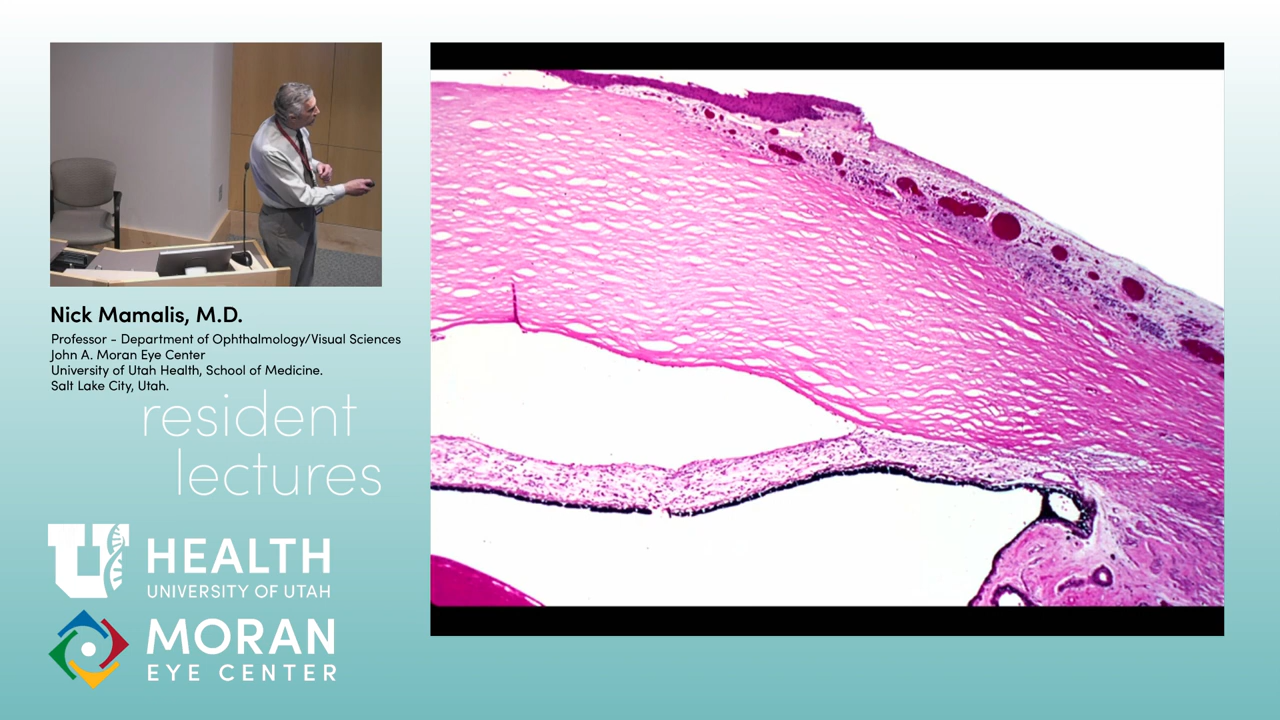 Nick Mamalis, M.D.
Professor - Department of Ophthalmology/Visual Sciences
John A. Moran Eye Center
University of Utah Health, School of Medicine.
Salt Lake City, Utah.
resident
lectures
U HEALTH
UNIVERSITY OF UTAH
MORAN
EYE CENTER